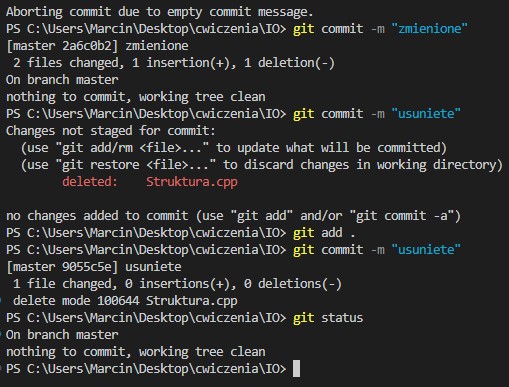 Aborting commit due to empty commit message.
PS C:\Users\Marcin\Desktop\cwiczenia\IO> git commit -m "zmienione"
[master 2a6c0b2] zmienione
 2 files changed, 1 insertion(+), 1 deletion(-)
On branch master
nothing to commit, working tree clean
PS C:\Users\Marcin\Desktop\cwiczenia\IO> git commit -m "usuniete"
Changes not staged for commit:
  (use "git add/rm <file>..." to update what will be committed)
  (use "git restore <file>..." to discard changes in working directory)
        deleted:    Struktura.cpp

no changes added to commit (use "git add" and/or "git commit -a")
PS C:\Users\Marcin\Desktop\cwiczenia\IO> git add .
PS C:\Users\Marcin\Desktop\cwiczenia\IO> git commit -m "usuniete"
[master 9055c5e] usuniete
 1 file changed, 0 insertions(+), 0 deletions(-)
 delete mode 100644 Struktura.cpp
PS C:\Users\Marcin\Desktop\cwiczenia\IO> git status
On branch master
nothing to commit, working tree clean
PS C:\Users\Marcin\Desktop\cwiczenia\IO>